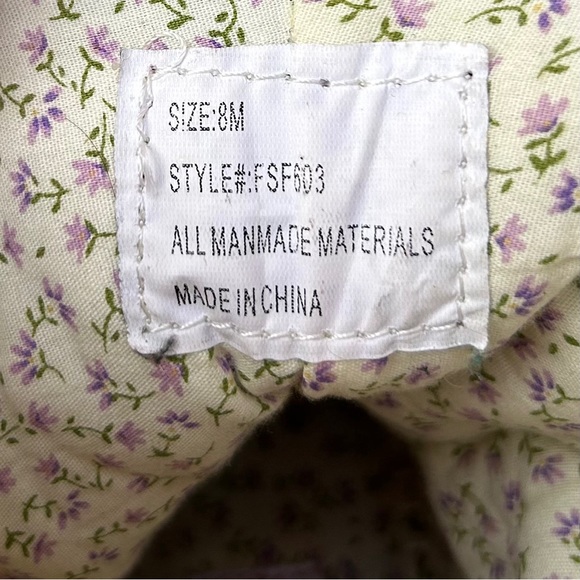 SIZE:8M
STYLE#:FSF603
ALL MANMADE MATERIALS
MADE IN CHINA